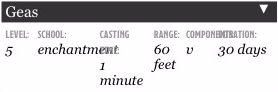 Geas ▼
LEVEL: SCHOOL: CASTING TIME: RANGE: COMPONENTS: DURATION:
5 enchantment 1 minute 60 feet v 30 days